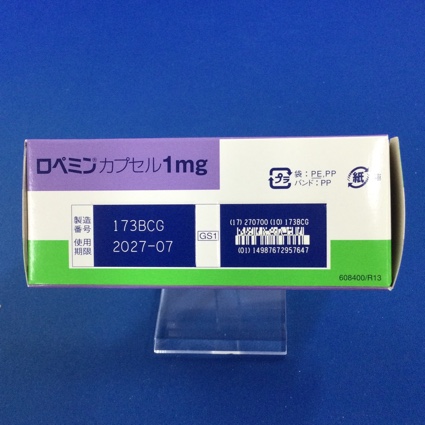 ロペミン®カプセル1mg
プラ
袋:PE,PP
バンド:PP
紙
箱
製造番号
173BCG
使用期限
2027-07
GS1
(17) 270700 (10) 173BCG
(01) 14987672957647
608400/R13